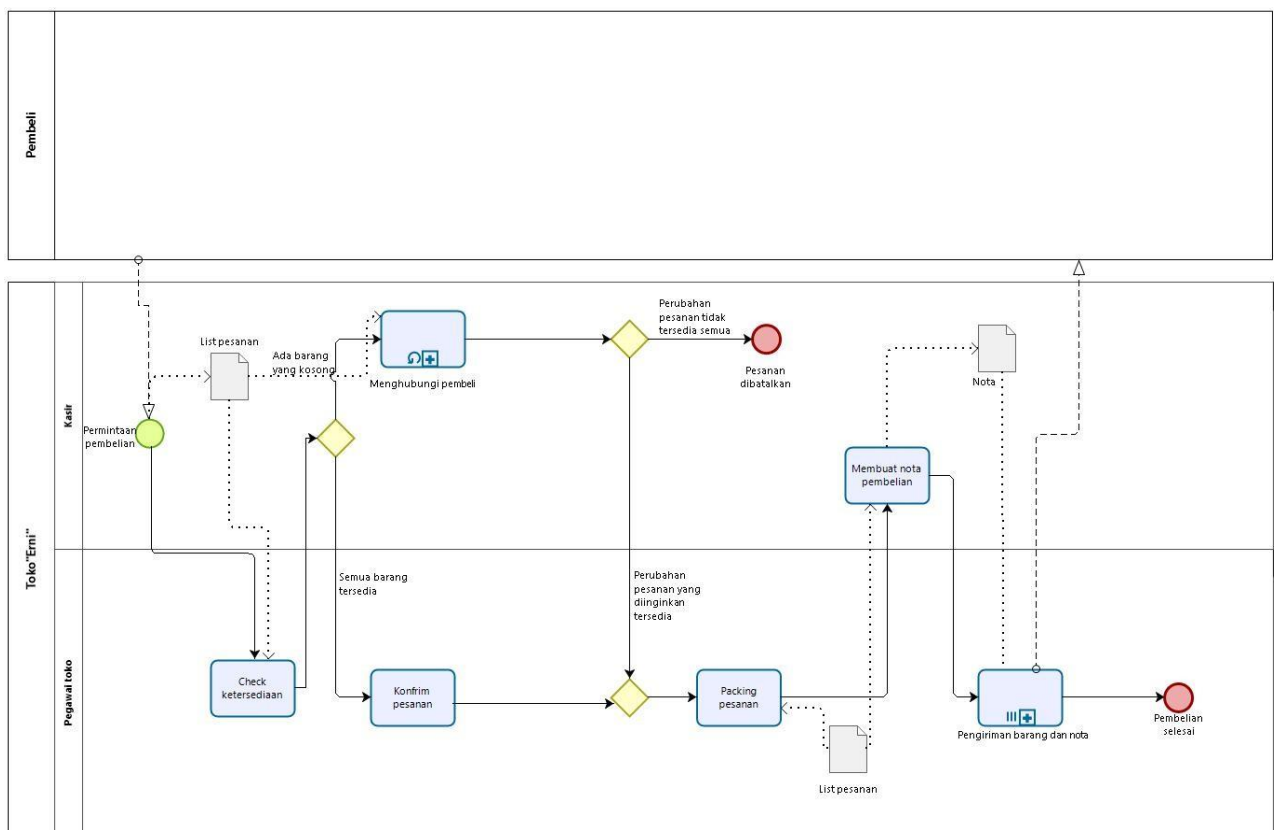 Pembeli
Toko"Erni"
Kasir
Pegawai toko
Permintaan
pembelian
List pesanan
Ada barang
yang kosong
Menghubungi pembeli
Perubahan
pesanan tidak
tersedia semua
Pesanan
dibatalkan
Nota
Membuat nota
pembelian
Semua barang
tersedia
Perubahan
pesanan yang
diinginkan
tersedia
Check
ketersediaan
Konfrim
pesanan
Packing
pesanan
List pesanan
Pengiriman barang dan nota
Pembelian
selesai